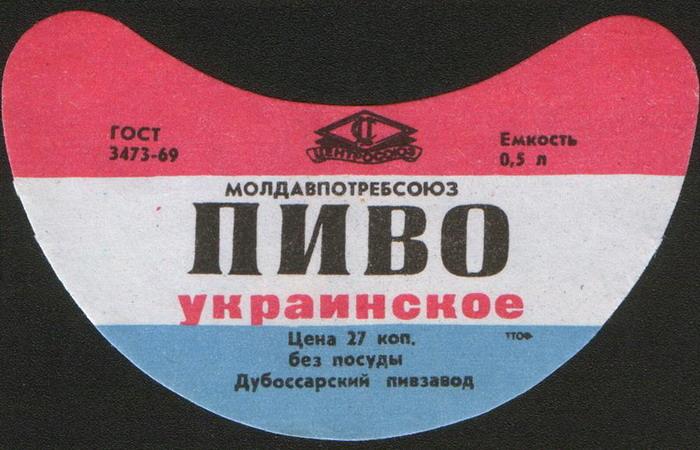 ГОСТ
3473-69
ЦЕНТРОСОЮЗ
Емкость
0,5 л
МОЛДАВПОТРЕБСОЮЗ
ПИВО
украинское
Цена 27 коп.
без посуды
ТТОФ
Дубоссарский пивзавод